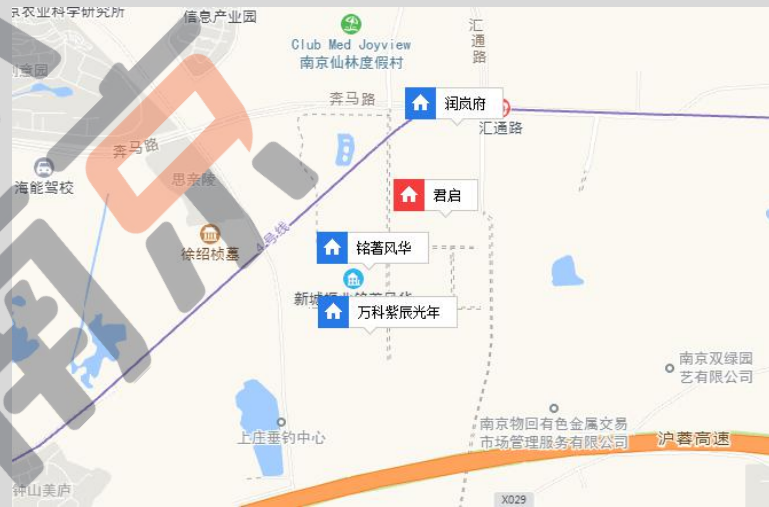 京农业科学研究所
信息产业园
Club Med Joyview
南京仙林度假村
汇
通
路
创意园
奔马路
润岚府
汇通路
奔马路
海能驾校
思亲陵
君启
徐绍桢墓
4号线
铭著风华
万科紫辰光年
南京双绿园
艺有限公司
上庄垂钓中心
南京物回有色金属交易
市场管理服务有限公司
沪蓉高速
钟山美庐
X029